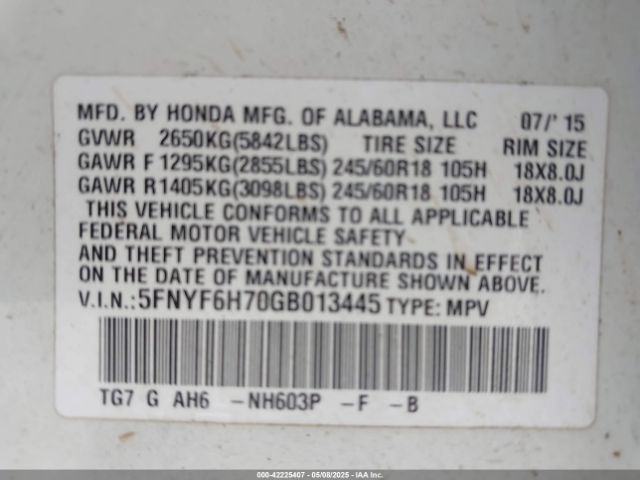 MFD. BY HONDA MFG. OF ALABAMA, LLC 07/' 15
GVWR 2650KG(5842LBS) TIRE SIZE RIM SIZE
GAWR F 1295KG(2855LBS) 245/60R18 105H 18X8.0J
GAWR R 1405KG(3098LBS) 245/60R18 105H 18X8.0J
THIS VEHICLE CONFORMS TO ALL APPLICABLE
FEDERAL MOTOR VEHICLE SAFETY
AND THEFT PREVENTION STANDARDS IN EFFECT
ON THE DATE OF MANUFACTURE SHOWN ABOVE.
V.I.N.:5FNYF6H70GB013445 TYPE: MPV
TG7 G AH6 -NH603P -F -B
000-42225407 05/08/2025 IAA Inc.